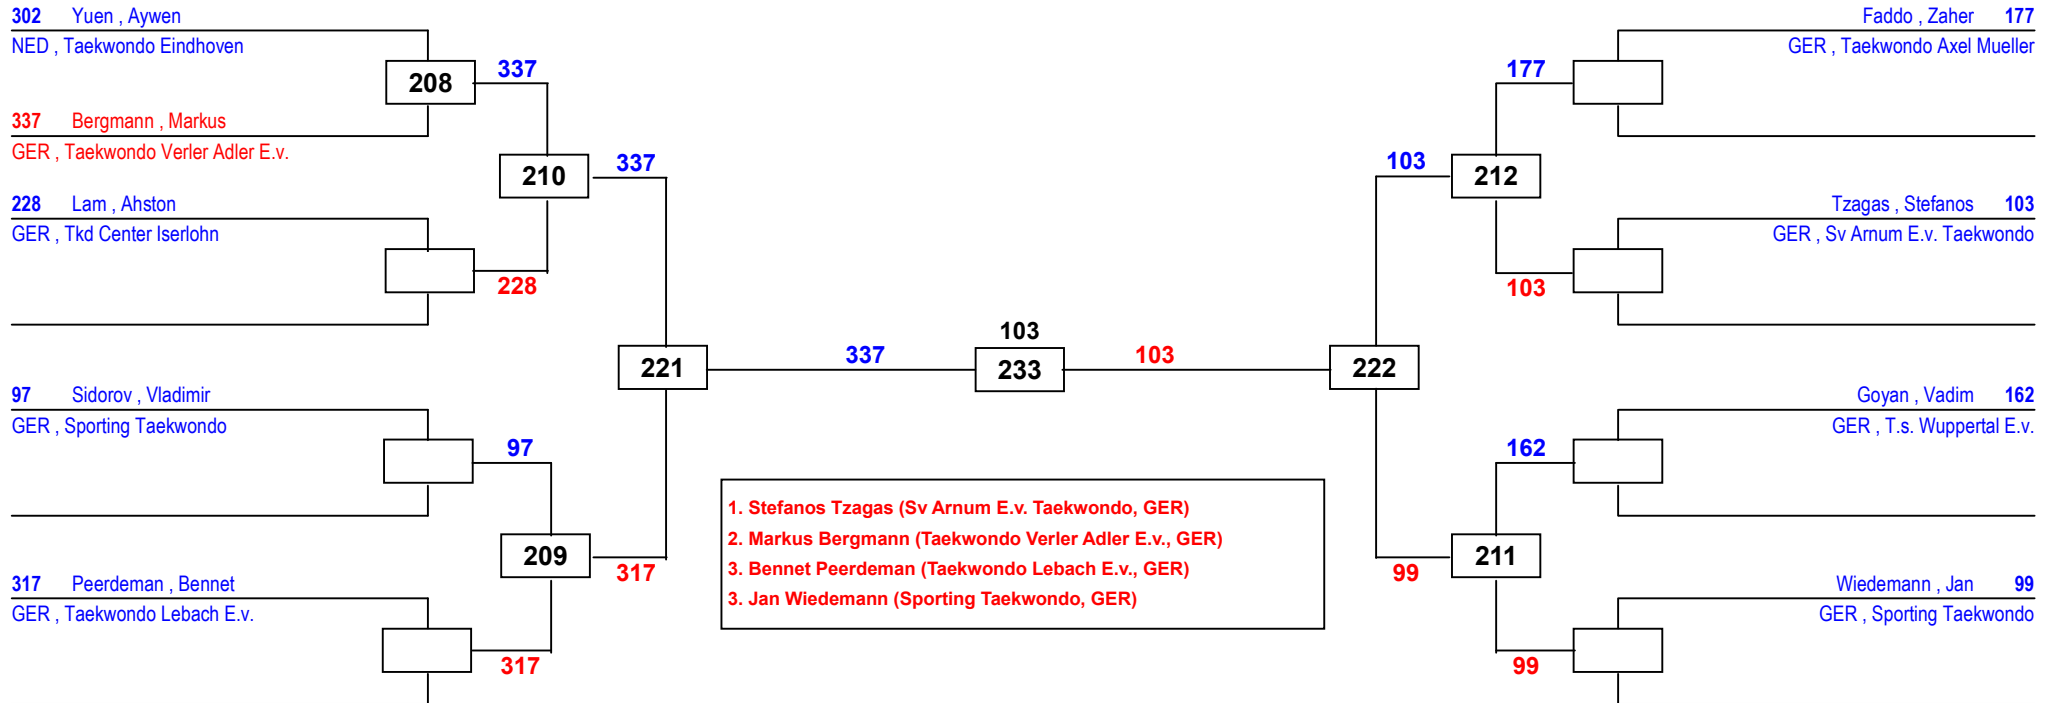 302 Yuen , Aywen
NED , Taekwondo Eindhoven
208
337
337 Bergmann , Markus
GER , Taekwondo Verler Adler E.v.
210
337
228 Lam , Ahston
GER , Tkd Center Iserlohn
228
221
337
97 Sidorov , Vladimir
GER , Sporting Taekwondo
97
209
317
317 Peerdeman , Bennet
GER , Taekwondo Lebach E.v.
317
103
233
103
1. Stefanos Tzagas (Sv Arnum E.v. Taekwondo, GER)
2. Markus Bergmann (Taekwondo Verler Adler E.v., GER)
3. Bennet Peerdeman (Taekwondo Lebach E.v., GER)
3. Jan Wiedemann (Sporting Taekwondo, GER)
Faddo , Zaher 177
GER , Taekwondo Axel Mueller
177
103
212
Tzagas , Stefanos 103
GER , Sv Arnum E.v. Taekwondo
103
222
Goyan , Vadim 162
GER , T.s. Wuppertal E.v.
162
211
99
Wiedemann , Jan 99
GER , Sporting Taekwondo
99